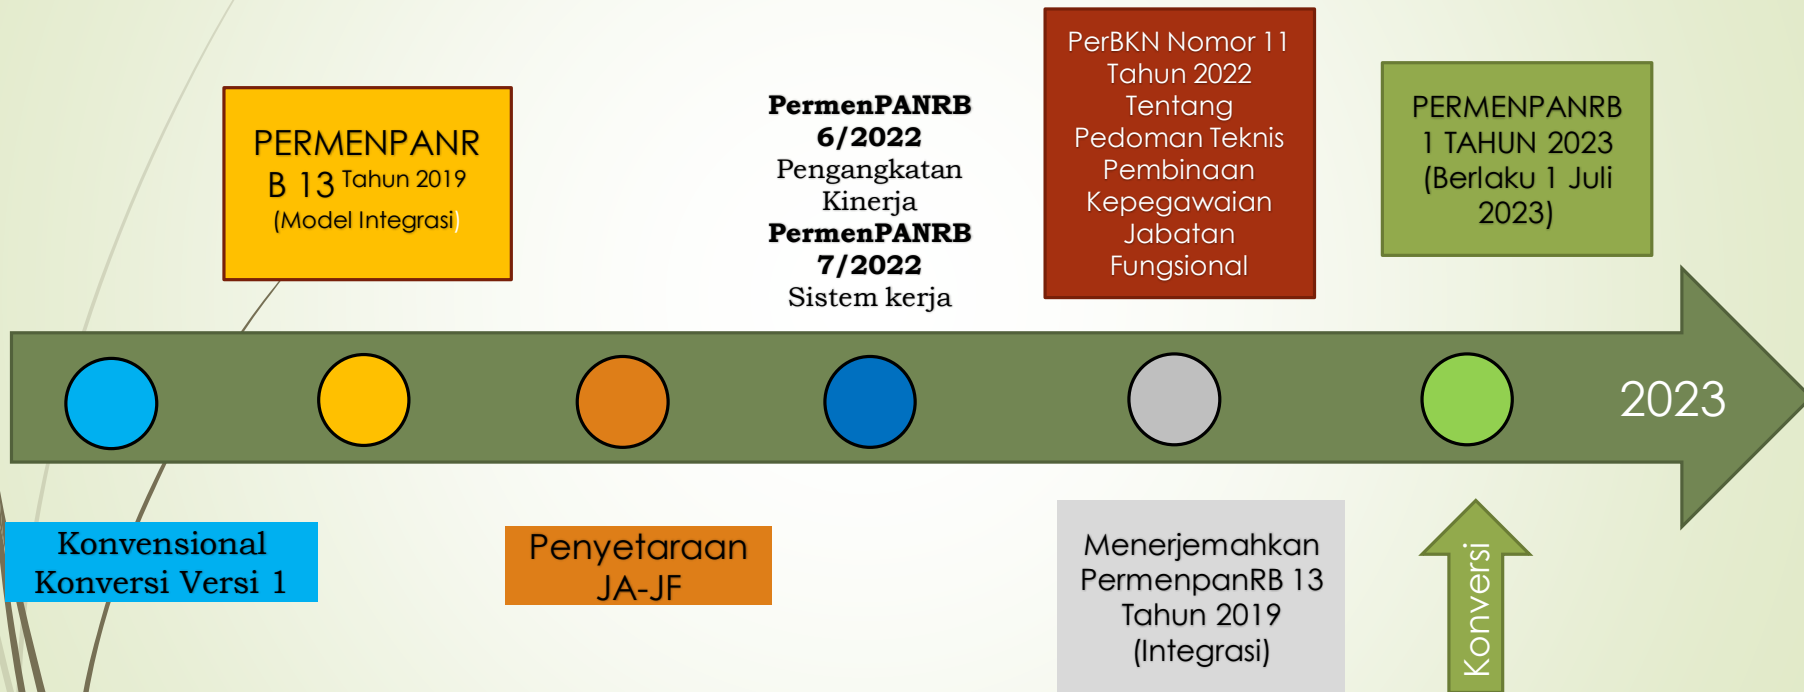 PERMENPANR
B 13 Tahun 2019
(Model Integrasi)
PermenPANRB
6/2022
Pengangkatan
Kinerja
PermenPANRB
7/2022
Sistem kerja
PerBKN Nomor 11
Tahun 2022
Tentang
Pedoman Teknis
Pembinaan
Kepegawaian
Jabatan
Fungsional
PERMENPANRB
1 TAHUN 2023
(Berlaku 1 Juli
2023)
2023
Konvensional
Konversi Versi 1
Penyetaraan
JA-JF
Menerjemahkan
PermenpanRB 13
Tahun 2019
(Integrasi)
Konversi